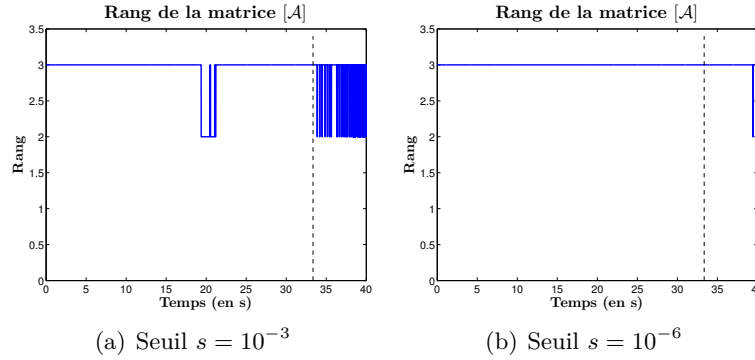 Rang de la matrice [𝒜]
3.5
3
2.5
2
1.5
1
0.5
0
Rang
0 5 10 15 20 25 30 35 40
Temps (en s)
(a) Seuil s = 10⁻³
Rang de la matrice [𝒜]
3.5
3
2.5
2
1.5
1
0.5
0
Rang
0 5 10 15 20 25 30 35
Temps (en s)
(b) Seuil s = 10⁻⁶